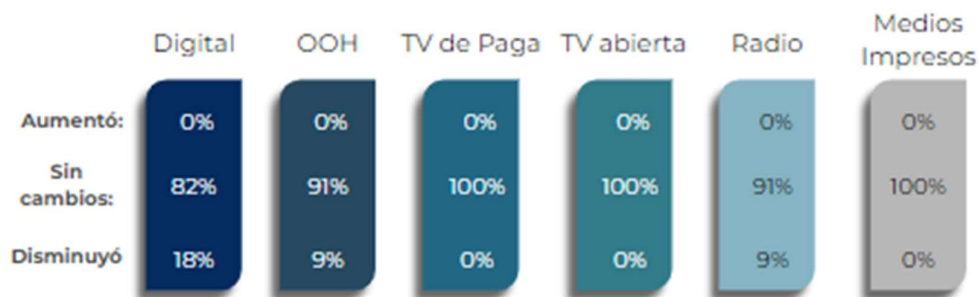 Digital OOH TV de Paga TV abierta Radio Medios
Impresos
Aumentó: 0% 0% 0% 0% 0% 0%
Sin
cambios: 82% 91% 100% 100% 91% 100%
Disminuyó 18% 9% 0% 0% 9% 0%